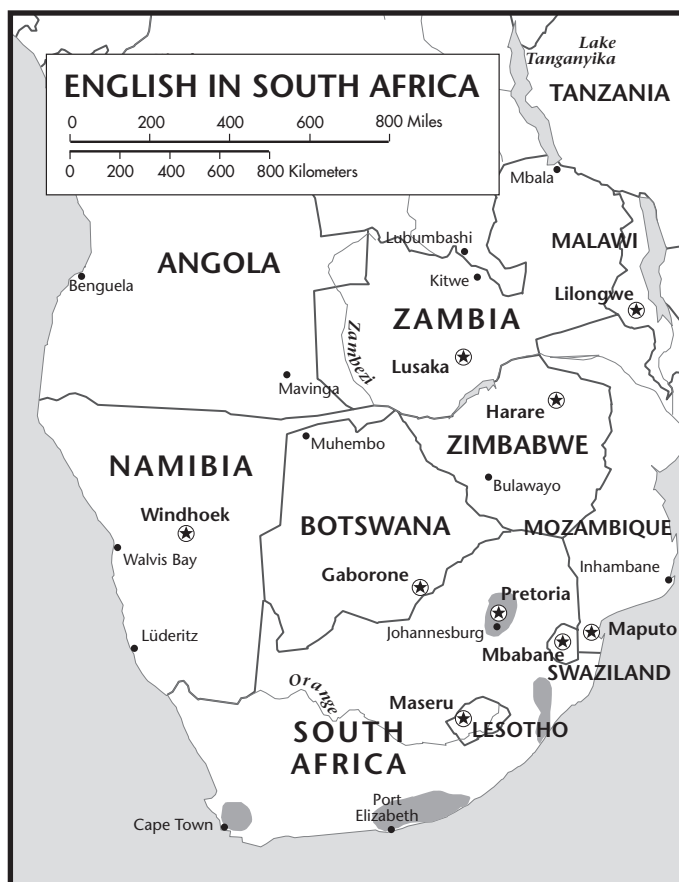 Lake
Tanganyika
TANZANIA
ENGLISH IN SOUTH AFRICA
0 200 400 600 800 Miles
0 200 400 600 800 Kilometers
Mbala
Lubumbashi
MALAWI
ANGOLA
Benguela
Kitwe
Lilongwe
ZAMBIA
Zambezi
Lusaka
Mavinga
Harare
Muhembo
ZIMBABWE
NAMIBIA
Bulawayo
Windhoek
BOTSWANA
MOZAMBIQUE
Walvis Bay
Inhambane
Gaborone
Pretoria
Lüderitz
Johannesburg
Maputo
Mbabane
SWAZILAND
Orange
Maseru
SOUTH
AFRICA
LESOTHO
Port
Elizabeth
Cape Town